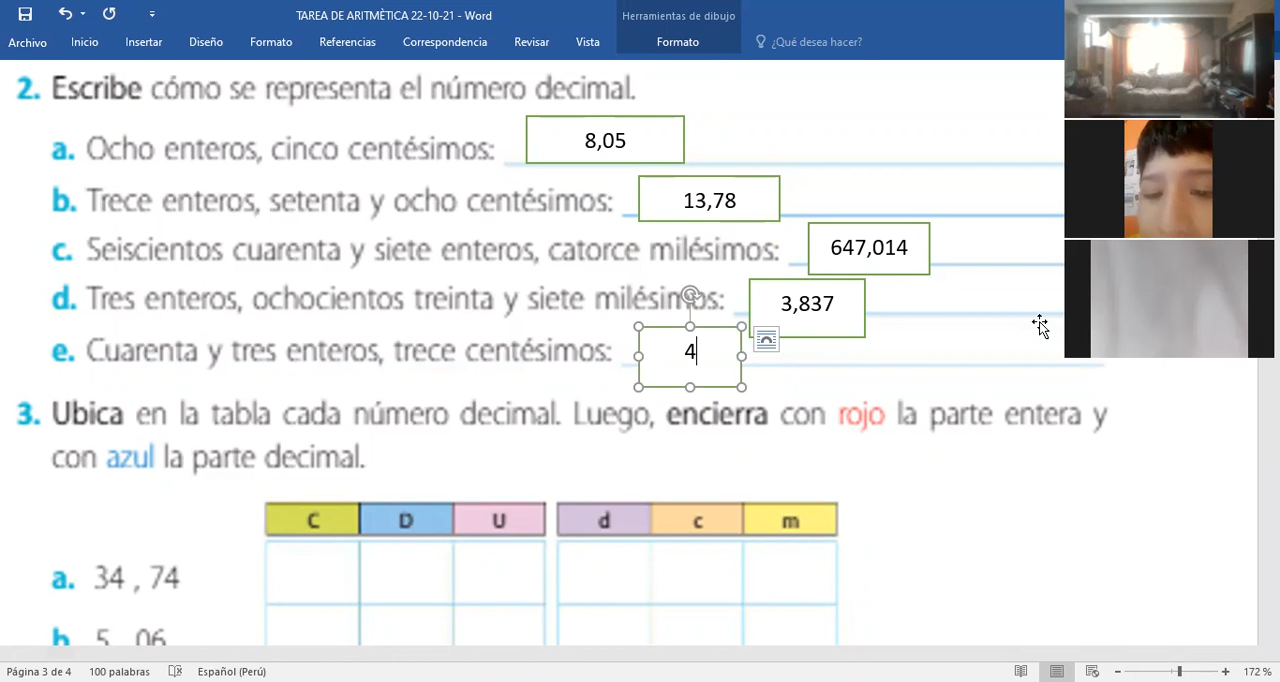 TAREA DE ARITMÈTICA 22-10-21 - Word
Herramientas de dibujo
Archivo Inicio Insertar Diseño Formato Referencias Correspondencia Revisar Vista Formato ¿Qué desea hacer?
2. Escribe cómo se representa el número decimal.
a. Ocho enteros, cinco centésimos: 8,05
b. Trece enteros, setenta y ocho centésimos: 13,78
c. Seiscientos cuarenta y siete enteros, catorce milésimos: 647,014
d. Tres enteros, ochocientos treinta y siete milésimos: 3,837
e. Cuarenta y tres enteros, trece centésimos: 4
3. Ubica en la tabla cada número decimal. Luego, encierra con rojo la parte entera y
con azul la parte decimal.
C D U d c m
a. 34 , 74
b 5 06
Página 3 de 4 100 palabras Español (Perú) 172 %